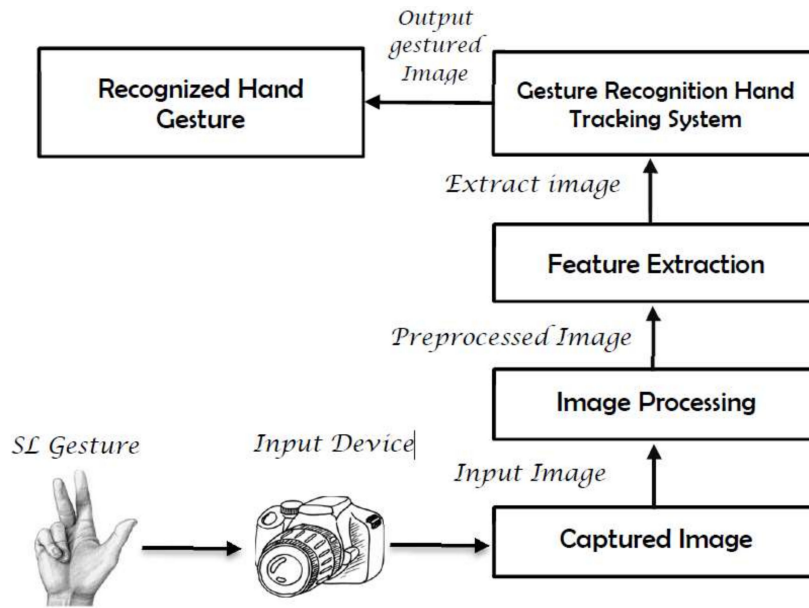 Output
gestured
Image
Recognized Hand
Gesture
Gesture Recognition Hand
Tracking System
Extract image
Feature Extraction
Preprocessed Image
Image Processing
SL Gesture
Input Device
Input Image
Captured Image